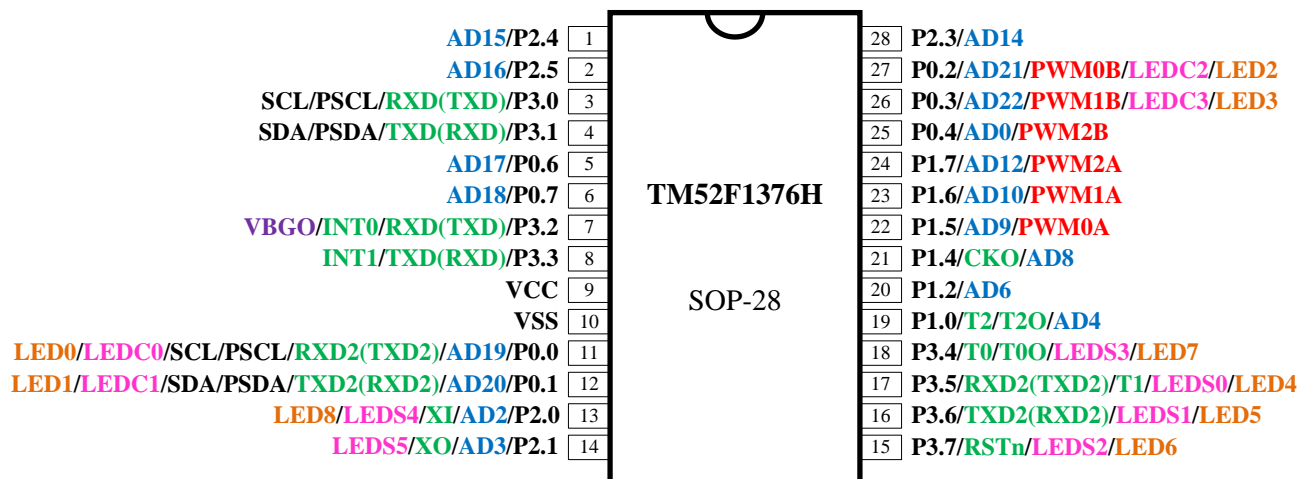 AD15/P2.4 1
AD16/P2.5 2
SCL/PSCL/RXD(TXD)/P3.0 3
SDA/PSDA/TXD(RXD)/P3.1 4
AD17/P0.6 5
AD18/P0.7 6
VBGO/INT0/RXD(TXD)/P3.2 7
INT1/TXD(RXD)/P3.3 8
VCC 9
VSS 10
LED0/LEDC0/SCL/PSCL/RXD2(TXD2)/AD19/P0.0 11
LED1/LEDC1/SDA/PSDA/TXD2(RXD2)/AD20/P0.1 12
LED8/LEDS4/XI/AD2/P2.0 13
LEDS5/XO/AD3/P2.1 14
TM52F1376H
SOP-28
28 P2.3/AD14
27 P0.2/AD21/PWM0B/LEDC2/LED2
26 P0.3/AD22/PWM1B/LEDC3/LED3
25 P0.4/AD0/PWM2B
24 P1.7/AD12/PWM2A
23 P1.6/AD10/PWM1A
22 P1.5/AD9/PWM0A
21 P1.4/CKO/AD8
20 P1.2/AD6
19 P1.0/T2/T2O/AD4
18 P3.4/T0/T0O/LEDS3/LED7
17 P3.5/RXD2(TXD2)/T1/LEDS0/LED4
16 P3.6/TXD2(RXD2)/LEDS1/LED5
15 P3.7/RSTn/LEDS2/LED6